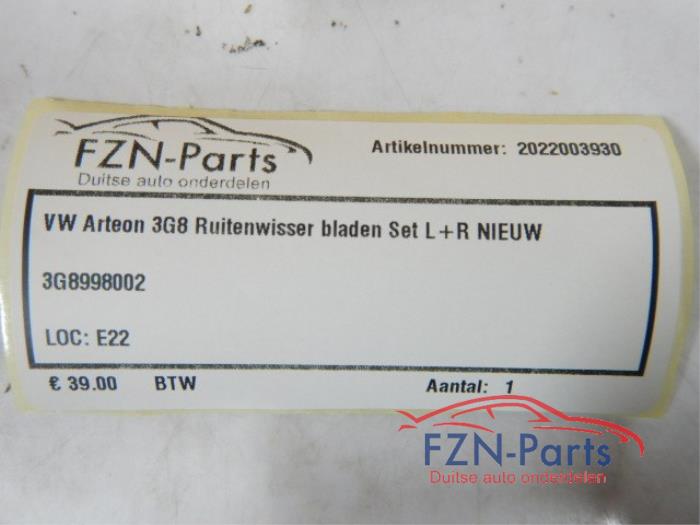 FZN-Parts
Duitse auto onderdelen
Artikelnummer: 2022003930
VW Arteon 3G8 Ruitenwisser bladen Set L+R NIEUW
3G8998002
LOC: E22
€ 39.00 BTW Aantal: 1
FZN-Parts
Duitse auto onderdelen